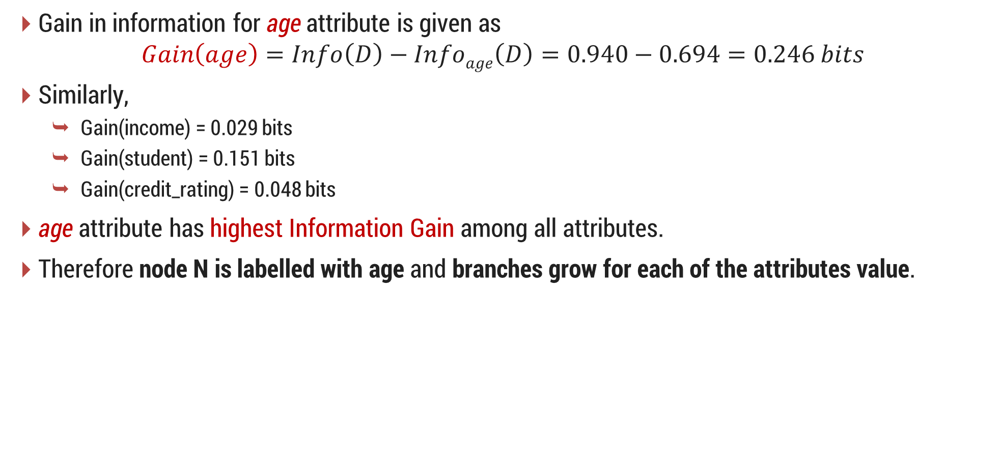 Gain in information for age attribute is given as
Gain(age) = Info(D) − Info_age(D) = 0.940 − 0.694 = 0.246 bits
Similarly,
Gain(income) = 0.029 bits
Gain(student) = 0.151 bits
Gain(credit_rating) = 0.048 bits
age attribute has highest Information Gain among all attributes.
Therefore node N is labelled with age and branches grow for each of the attributes value.